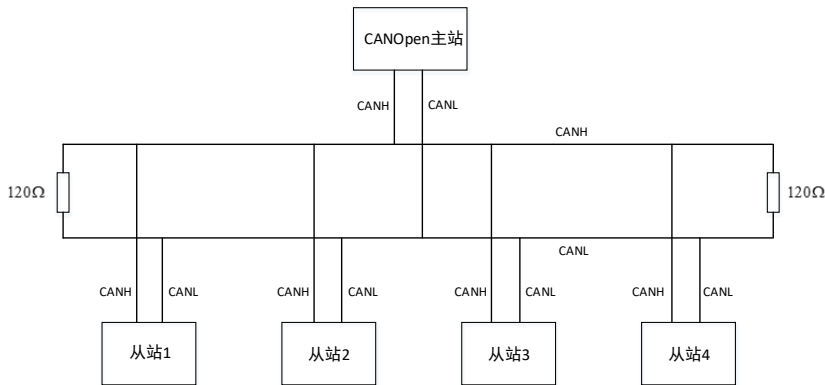 CANOpen主站
CANH CANL
CANH
120Ω 120Ω
CANL
CANH CANL CANH CANL CANH CANL CANH CANL
从站1 从站2 从站3 从站4